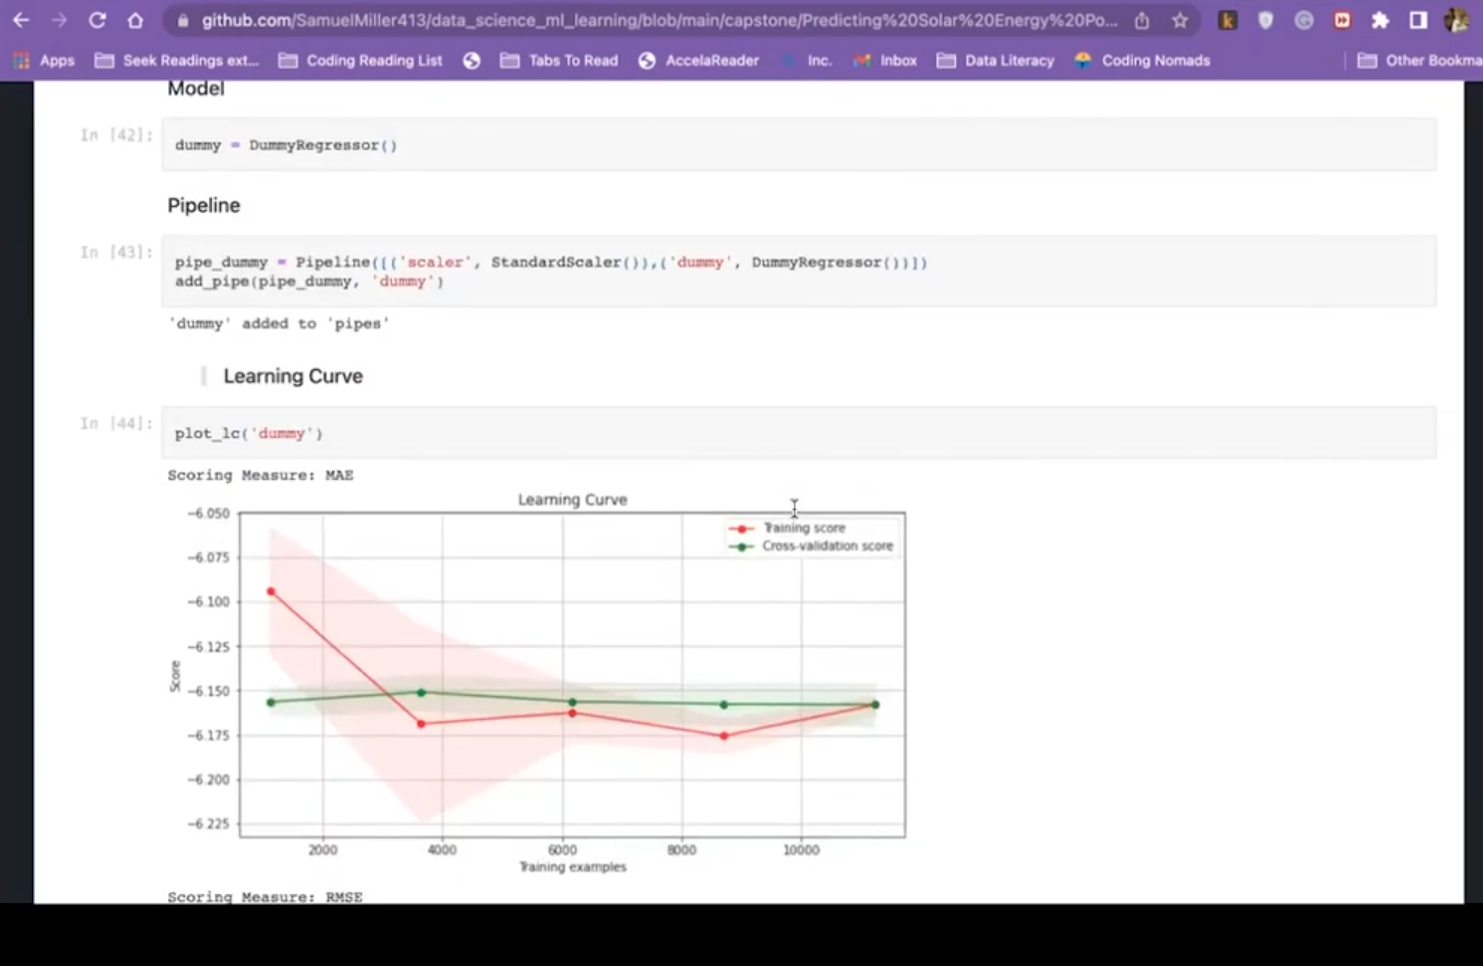 github.com/SamuelMiller413/data_science_ml_learning/blob/main/capstone/Predicting%20Solar%20Energy%20Po...
Apps Seek Readings ext... Coding Reading List Tabs To Read AccelaReader Inc. Inbox Data Literacy Coding Nomads Other Bookma
Model
In [42]: dummy = DummyRegressor()
Pipeline
In [43]: pipe_dummy = Pipeline([('scaler', StandardScaler()),('dummy', DummyRegressor())])
add_pipe(pipe_dummy, 'dummy')
'dummy' added to 'pipes'
Learning Curve
In [44]: plot_lc('dummy')
Scoring Measure: MAE
Learning Curve
Training score
Cross-validation score
−6.050
−6.075
−6.100
−6.125
−6.150
−6.175
−6.200
−6.225
Score
2000 4000 6000 8000 10000
Training examples
Scoring Measure: RMSE